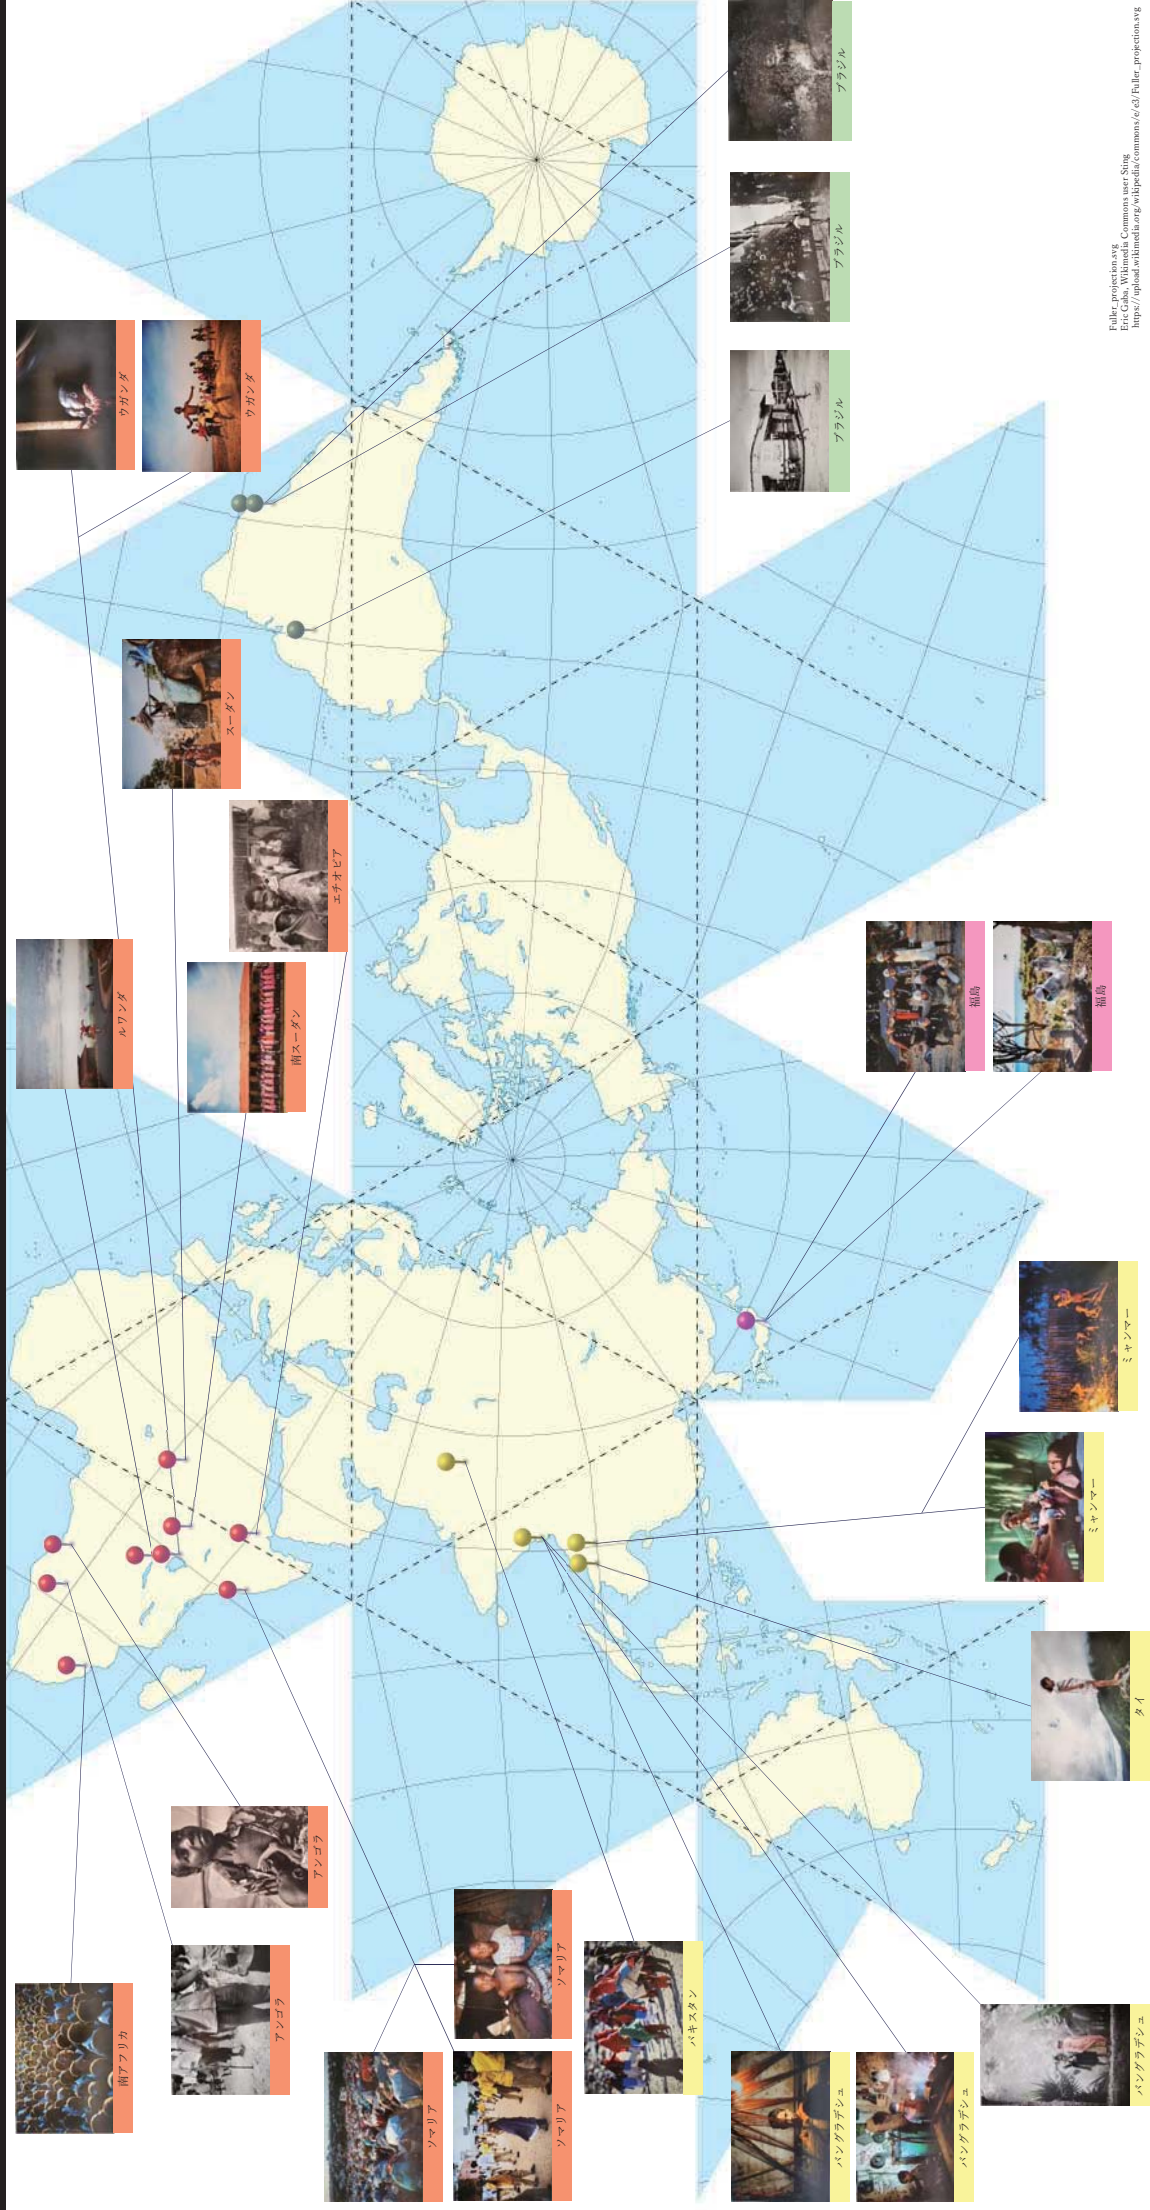 南アフリカ
ルワンダ
ウガンダ
スーダン
ウガンダ
アンゴラ
南スーダン
アンゴラ
エチオピア
ソマリア
ソマリア
ソマリア
パキスタン
バングラデシュ
ブラジル
ブラジル
ブラジル
バングラデシュ
福島
ミャンマー
福島
ミャンマー
バングラデシュ
タイ
Fuller_projection.svg
Eric Gaba, Wikimedia Commons user Sting
https://upload.wikimedia.org/wikipedia/commons/e/e3/Fuller_projection.svg